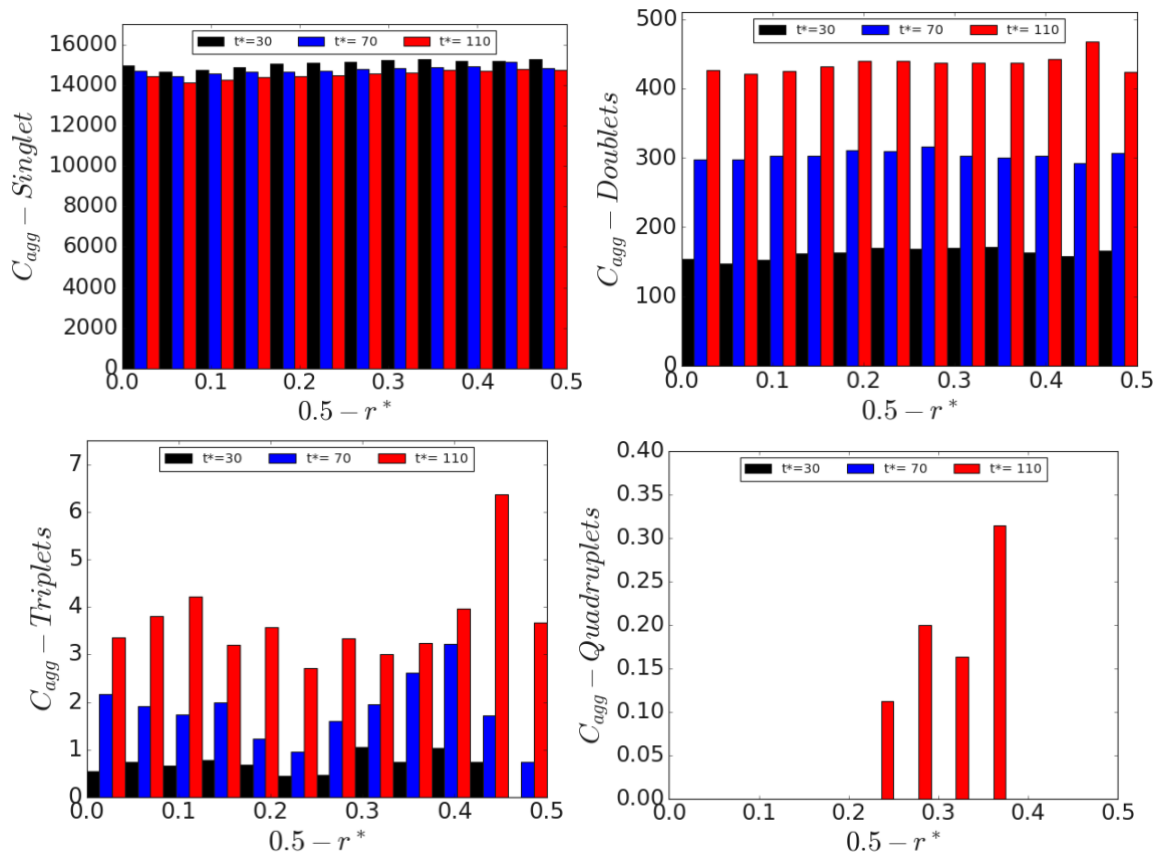 t*=30 t*= 70 t*= 110
16000
14000
12000
10000
8000
6000
4000
2000
0
C_agg − Singlet
0.0 0.1 0.2 0.3 0.4 0.5
0.5 − r*
t*=30 t*= 70 t*= 110
500
400
300
200
100
0
C_agg − Doublets
0.0 0.1 0.2 0.3 0.4 0.5
0.5 − r*
t*=30 t*= 70 t*= 110
7
6
5
4
3
2
1
0
C_agg − Triplets
0.0 0.1 0.2 0.3 0.4 0.5
0.5 − r*
t*=30 t*= 70 t*= 110
0.40
0.35
0.30
0.25
0.20
0.15
0.10
0.05
0.00
C_agg − Quadruplets
0.0 0.1 0.2 0.3 0.4 0.5
0.5 − r*